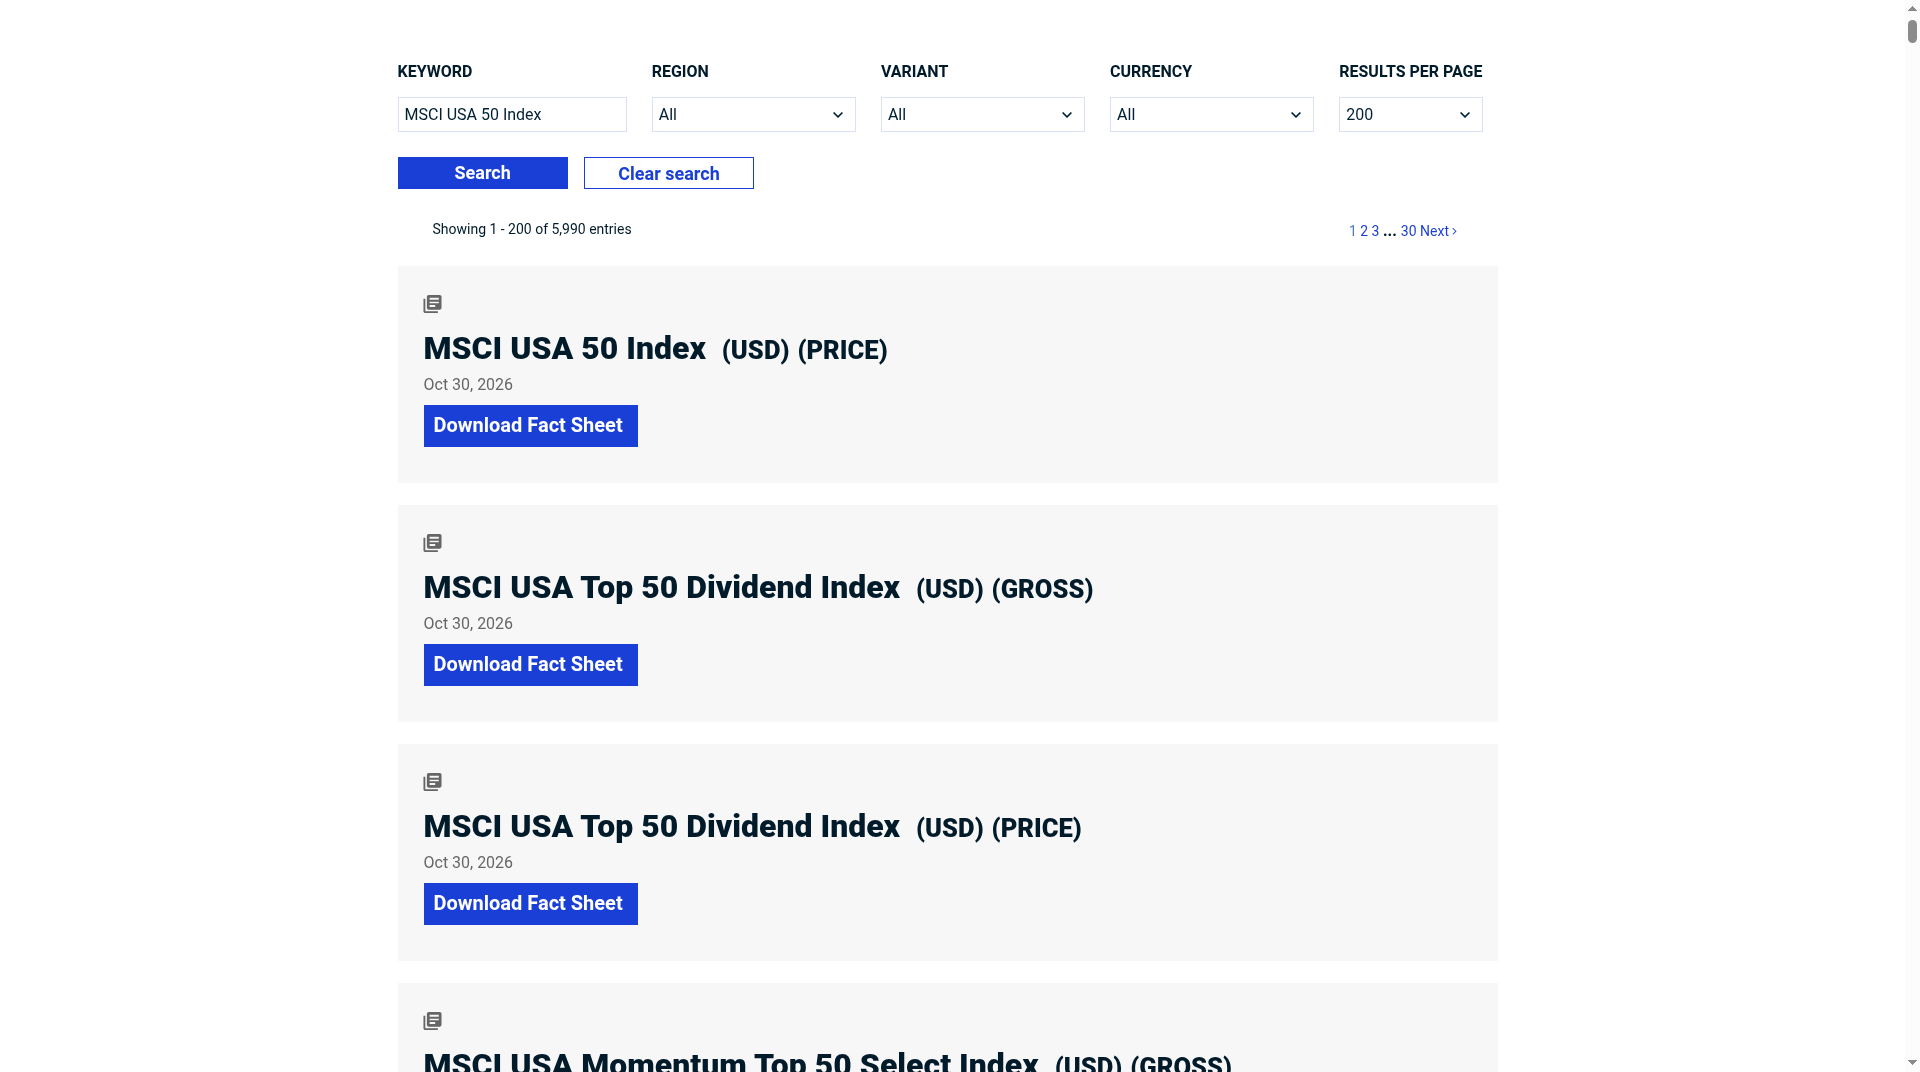 KEYWORD REGION VARIANT CURRENCY RESULTS PER PAGE
MSCI USA 50 Index All All All 200
Search Clear search
Showing 1 - 200 of 5,990 entries 1 2 3 ... 30 Next ›
MSCI USA 50 Index (USD) (PRICE)
Oct 30, 2026
Download Fact Sheet
MSCI USA Top 50 Dividend Index (USD) (GROSS)
Oct 30, 2026
Download Fact Sheet
MSCI USA Top 50 Dividend Index (USD) (PRICE)
Oct 30, 2026
Download Fact Sheet
MSCI USA Momentum Top 50 Select Index (USD) (GROSS)